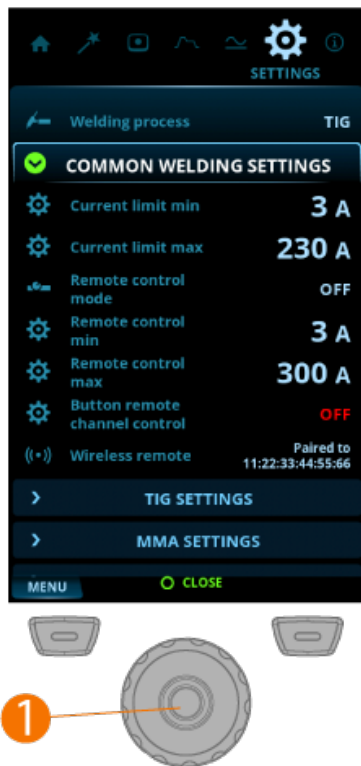 SETTINGS
Welding process TIG
COMMON WELDING SETTINGS
Current limit min 3 A
Current limit max 230 A
Remote control
mode OFF
Remote control
min 3 A
Remote control
max 300 A
Button remote
channel control OFF
Wireless remote Paired to
11:22:33:44:55:66
TIG SETTINGS
MMA SETTINGS
MENU CLOSE
1